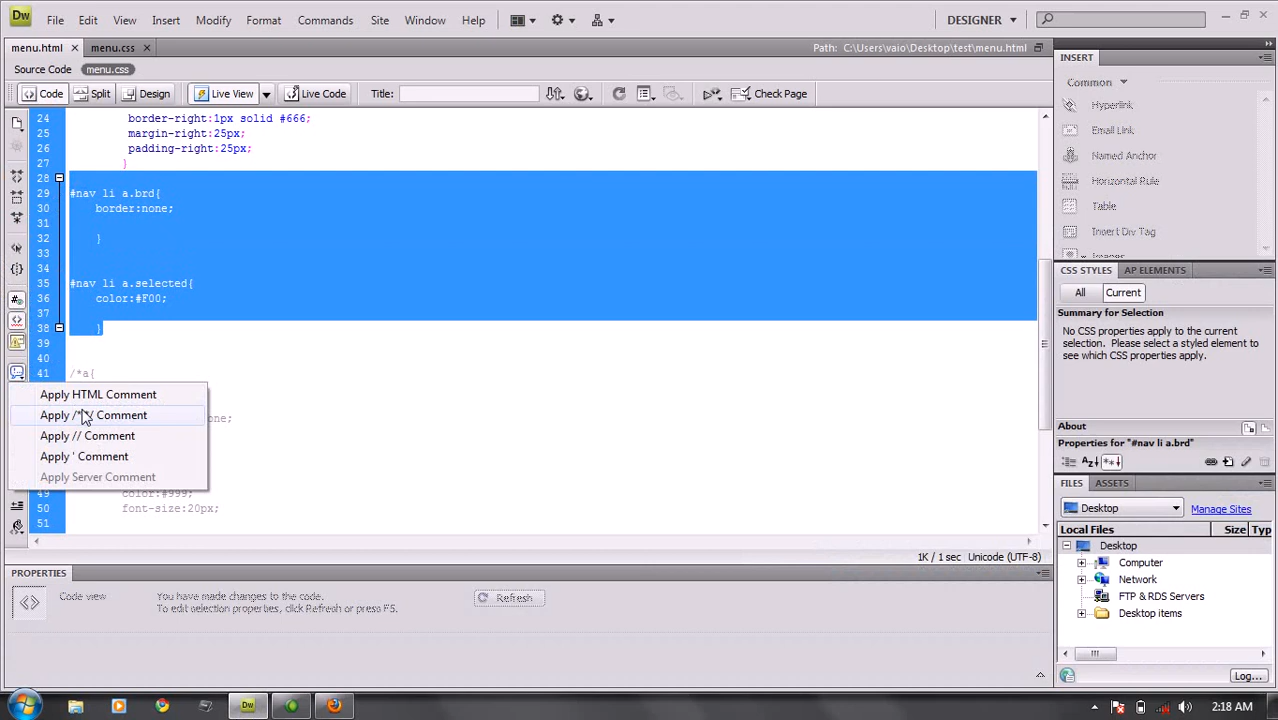 Dw File Edit View Insert Modify Format Commands Site Window Help DESIGNER
menu.html × menu.css × Path: C:\Users\vaio\Desktop\test\menu.html
Source Code menu.css
Code Split Design Live View Live Code Title: Check Page
24 border-right:1px solid #666;
25 margin-right:25px;
26 padding-right:25px;
27 }
28
29 #nav li a.brd{
30 border:none;
31
32 }
33
34
35 #nav li a.selected{
36 color:#F00;
37
38 }
39
40
41 /*a{
Apply HTML Comment
Apply /* */ Comment
one;
Apply // Comment
Apply ' Comment
Apply Server Comment
49 color:#999;
50 font-size:20px;
51
1K / 1 sec Unicode (UTF-8)
PROPERTIES
Code view You have made changes to the code.
To edit selection properties, click Refresh or press F5.
Refresh
INSERT
Common
Hyperlink
Email Link
Named Anchor
Horizontal Rule
Table
Insert Div Tag
Images
CSS STYLES AP ELEMENTS
All Current
Summary for Selection
No CSS properties apply to the current
selection. Please select a styled element to
see which CSS properties apply.
About
Properties for "#nav li a.brd"
FILES ASSETS
Desktop Manage Sites
Local Files Size Typ
Desktop
Computer
Network
FTP & RDS Servers
Desktop items
Log...
Dw 2:18 AM